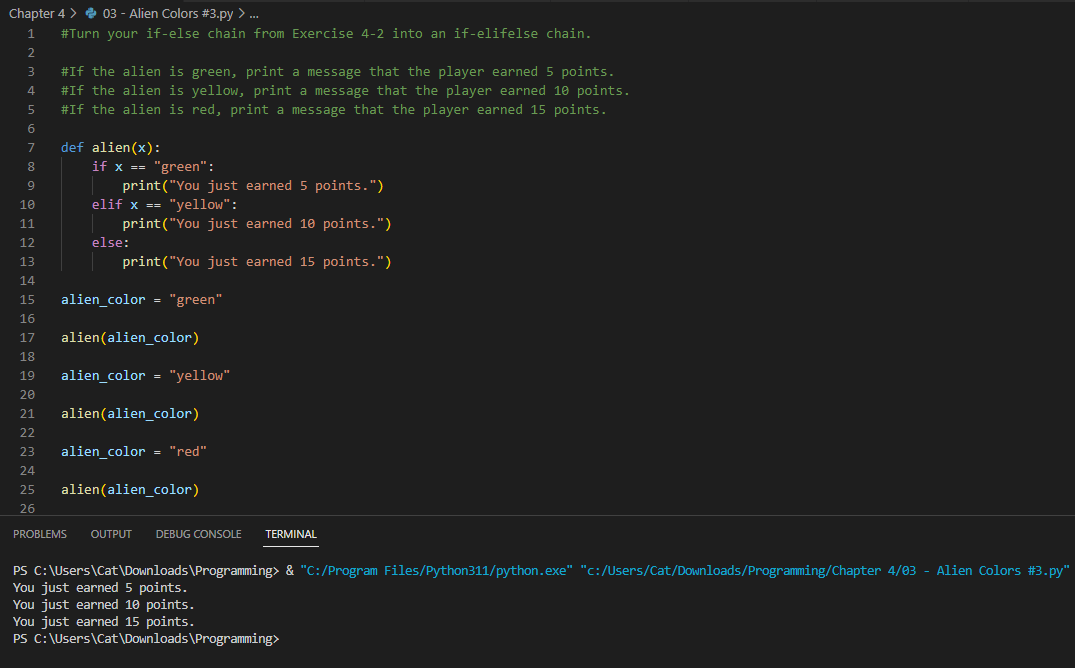 Chapter 4 > 03 - Alien Colors #3.py > ...
1 #Turn your if-else chain from Exercise 4-2 into an if-elifelse chain.
2
3 #If the alien is green, print a message that the player earned 5 points.
4 #If the alien is yellow, print a message that the player earned 10 points.
5 #If the alien is red, print a message that the player earned 15 points.
6
7 def alien(x):
8     if x == "green":
9         print("You just earned 5 points.")
10     elif x == "yellow":
11         print("You just earned 10 points.")
12     else:
13         print("You just earned 15 points.")
14
15 alien_color = "green"
16
17 alien(alien_color)
18
19 alien_color = "yellow"
20
21 alien(alien_color)
22
23 alien_color = "red"
24
25 alien(alien_color)
26
PROBLEMS OUTPUT DEBUG CONSOLE TERMINAL
PS C:\Users\Cat\Downloads\Programming> & "C:/Program Files/Python311/python.exe" "c:/Users/Cat/Downloads/Programming/Chapter 4/03 - Alien Colors #3.py"
You just earned 5 points.
You just earned 10 points.
You just earned 15 points.
PS C:\Users\Cat\Downloads\Programming>